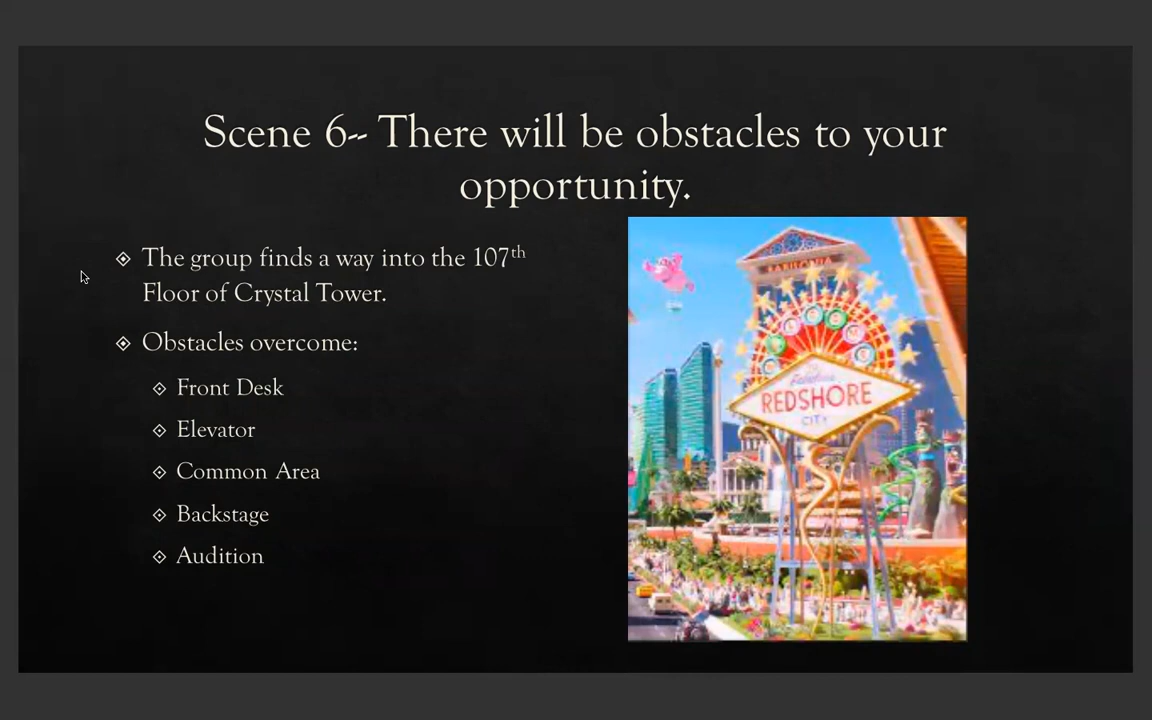 Scene 6-- There will be obstacles to your
opportunity.
The group finds a way into the 107th
Floor of Crystal Tower.
Obstacles overcome:
Front Desk
Elevator
Common Area
Backstage
Audition
Fabulous
REDSHORE
CITY